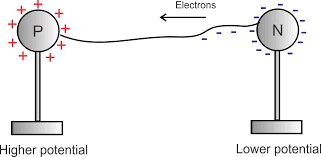 Electrons
P
N
Higher potential
Lower potential